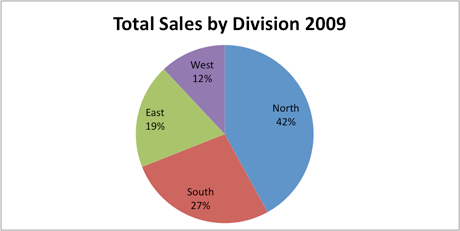 Total Sales by Division 2009
West
12%
North
42%
East
19%
South
27%